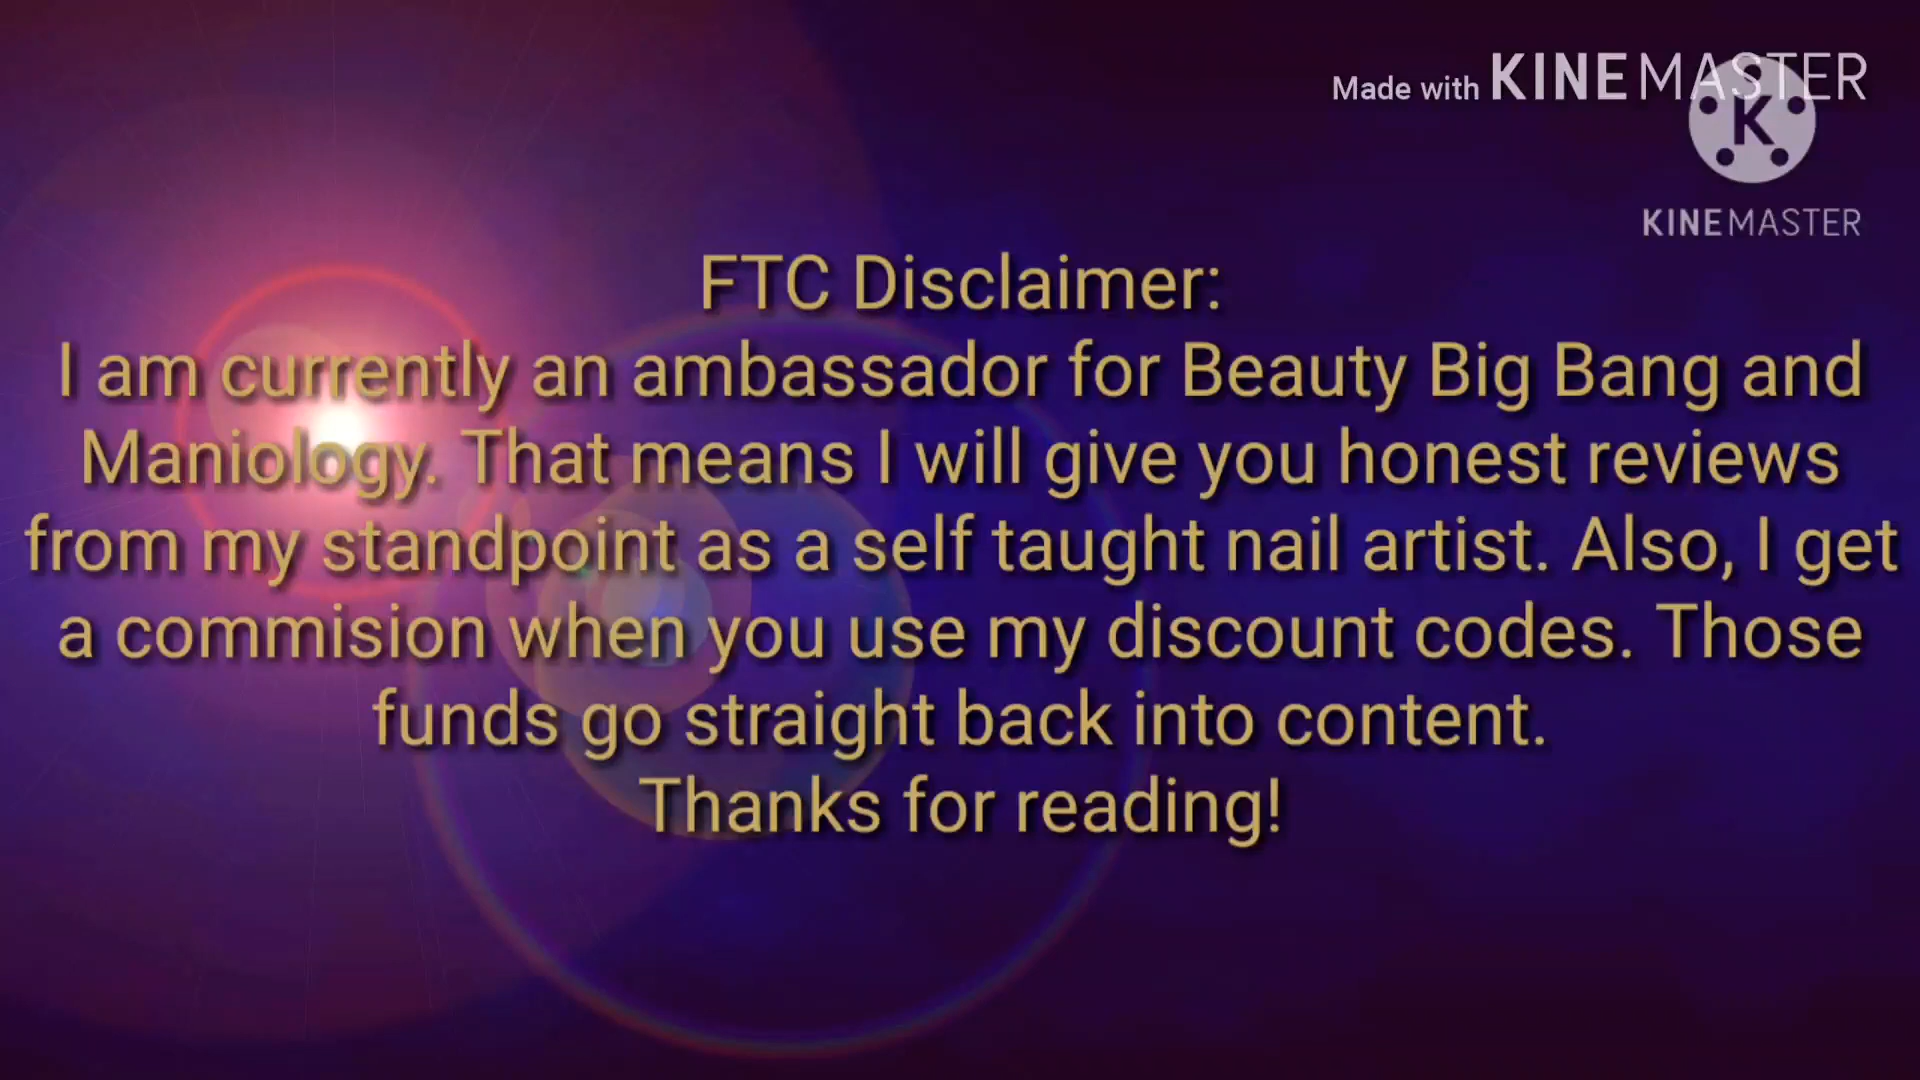 Made with KINEMASTER
K
KINEMASTER
FTC Disclaimer:
I am currently an ambassador for Beauty Big Bang and
Maniology. That means I will give you honest reviews
from my standpoint as a self taught nail artist. Also, I get
a commision when you use my discount codes. Those
funds go straight back into content.
Thanks for reading!